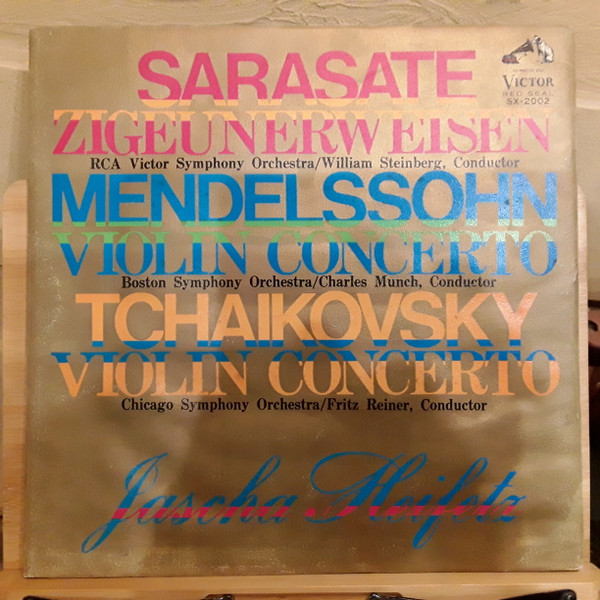 VICTOR
RED SEAL
SX-2002
SARASATE
ZIGEUNERWEISEN
RCA Victor Symphony Orchestra/William Steinberg, Conductor
MENDELSSOHN
VIOLIN CONCERTO
Boston Symphony Orchestra/Charles Munch, Conductor
TCHAIKOVSKY
VIOLIN CONCERTO
Chicago Symphony Orchestra/Fritz Reiner, Conductor
Jascha Heifetz